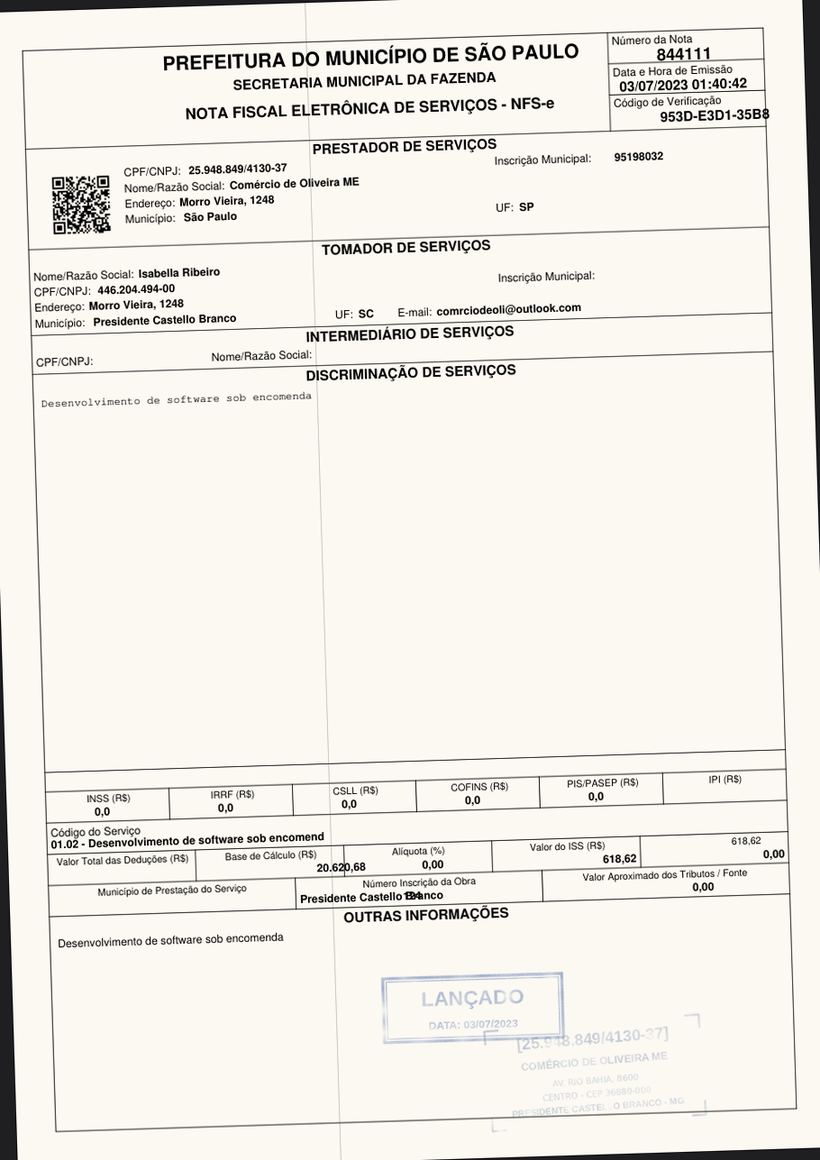 PREFEITURA DO MUNICÍPIO DE SÃO PAULO
SECRETARIA MUNICIPAL DA FAZENDA
NOTA FISCAL ELETRÔNICA DE SERVIÇOS - NFS-e
Número da Nota
844111
Data e Hora de Emissão
03/07/2023 01:40:42
Código de Verificação
953D-E3D1-35B8
PRESTADOR DE SERVIÇOS
CPF/CNPJ: 25.948.849/4130-37
Inscrição Municipal: 95198032
Nome/Razão Social: Comércio de Oliveira ME
Endereço: Morro Vieira, 1248
Município: São Paulo
UF: SP
TOMADOR DE SERVIÇOS
Nome/Razão Social: Isabella Ribeiro
CPF/CNPJ: 446.204.494-00
Inscrição Municipal:
Endereço: Morro Vieira, 1248
Município: Presidente Castello Branco
UF: SC
E-mail: comrciodeoli@outlook.com
INTERMEDIÁRIO DE SERVIÇOS
CPF/CNPJ:
Nome/Razão Social:
DISCRIMINAÇÃO DE SERVIÇOS
Desenvolvimento de software sob encomenda
INSS (R$)
0,0
IRRF (R$)
0,0
CSLL (R$)
0,0
COFINS (R$)
0,0
PIS/PASEP (R$)
0,0
IPI (R$)
Código do Serviço
01.02 - Desenvolvimento de software sob encomend
Valor Total das Deduções (R$)
Base de Cálculo (R$)
20.620,68
Alíquota (%)
0,00
Valor do ISS (R$)
618,62
618,62
0,00
Município de Prestação do Serviço
Número Inscrição da Obra
Presidente Castello Branco
Valor Aproximado dos Tributos / Fonte
0,00
OUTRAS INFORMAÇÕES
Desenvolvimento de software sob encomenda
LANÇADO
DATA: 03/07/2023
[25.948.849/4130-37]
COMÉRCIO DE OLIVEIRA ME
AV. RIO BAHIA, 8600
CENTRO - CEP 36880-000
PRESIDENTE CASTELLO BRANCO - MG